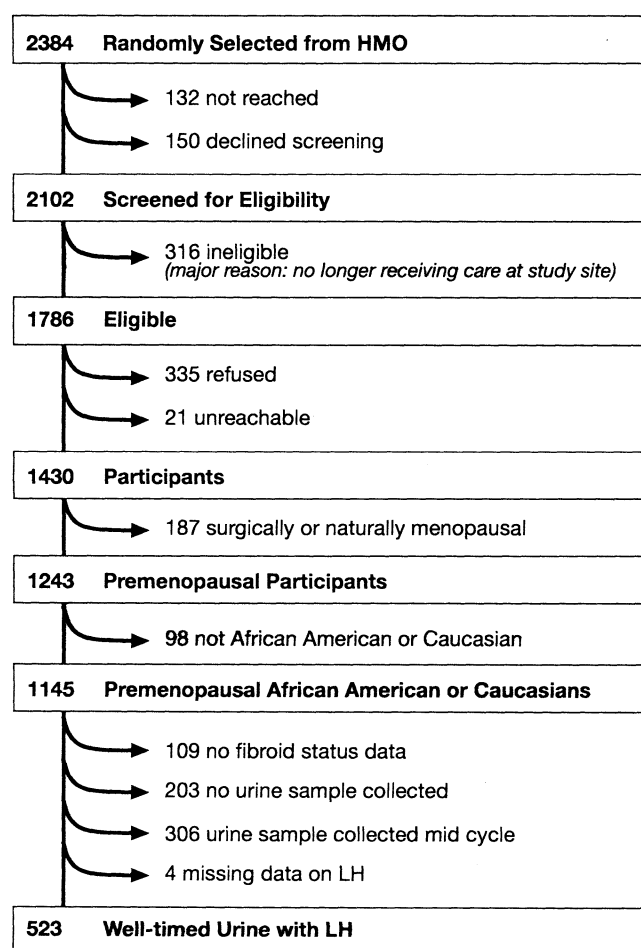 2384 Randomly Selected from HMO
132 not reached
150 declined screening
2102 Screened for Eligibility
316 ineligible
(major reason: no longer receiving care at study site)
1786 Eligible
335 refused
21 unreachable
1430 Participants
187 surgically or naturally menopausal
1243 Premenopausal Participants
98 not African American or Caucasian
1145 Premenopausal African American or Caucasians
109 no fibroid status data
203 no urine sample collected
306 urine sample collected mid cycle
4 missing data on LH
523 Well-timed Urine with LH